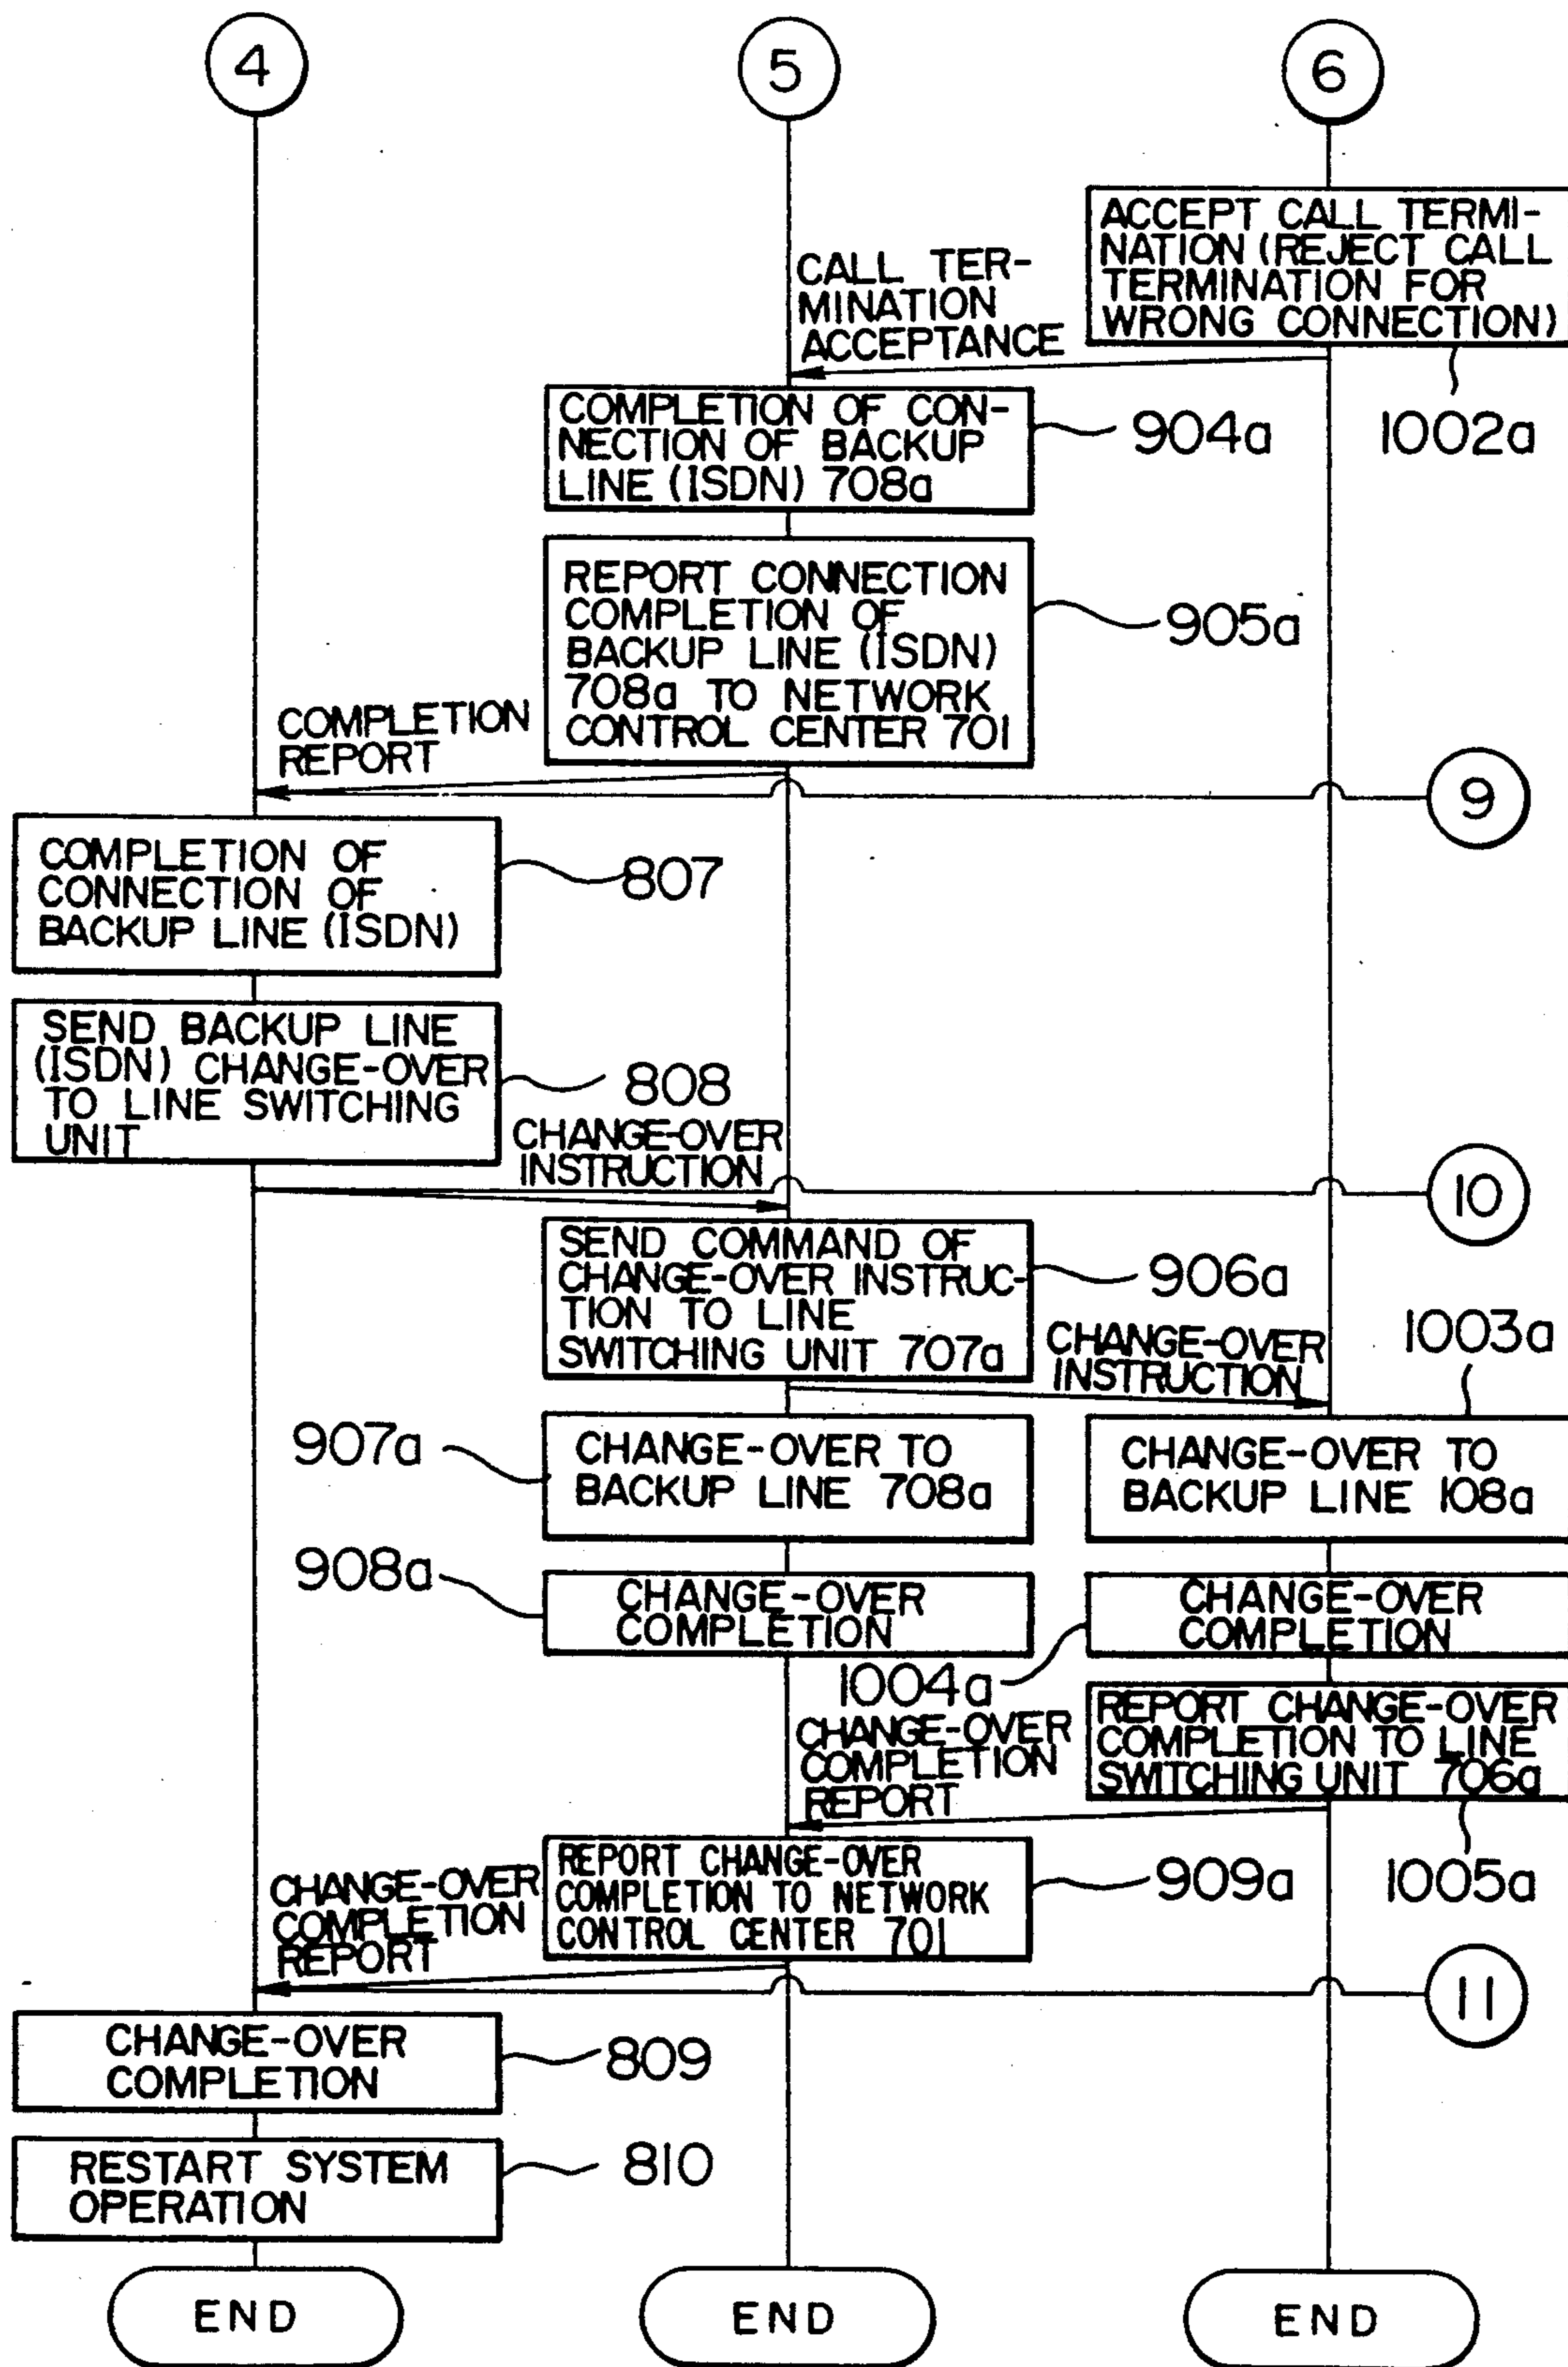 4
5
6
ACCEPT CALL TERMI-
NATION (REJECT CALL
TERMINATION FOR
WRONG CONNECTION)
1002a
CALL TER-
MINATION
ACCEPTANCE
COMPLETION OF CON-
NECTION OF BACKUP
LINE (ISDN) 708a
904a
REPORT CONNECTION
COMPLETION OF
BACKUP LINE (ISDN)
708a TO NETWORK
CONTROL CENTER 701
905a
COMPLETION
REPORT
9
COMPLETION OF
CONNECTION OF
BACKUP LINE (ISDN)
807
SEND BACKUP LINE
(ISDN) CHANGE-OVER
TO LINE SWITCHING
UNIT
808
CHANGE-OVER
INSTRUCTION
10
SEND COMMAND OF
CHANGE-OVER INSTRUC-
TION TO LINE
SWITCHING UNIT 707a
906a
CHANGE-OVER
INSTRUCTION
1003a
907a
CHANGE-OVER TO
BACKUP LINE 708a
CHANGE-OVER TO
BACKUP LINE 108a
908a
CHANGE-OVER
COMPLETION
CHANGE-OVER
COMPLETION
1004a
CHANGE-OVER
COMPLETION
REPORT
REPORT CHANGE-OVER
COMPLETION TO LINE
SWITCHING UNIT 706a
1005a
REPORT CHANGE-OVER
COMPLETION TO NETWORK
CONTROL CENTER 701
909a
CHANGE-OVER
COMPLETION
REPORT
11
CHANGE-OVER
COMPLETION
809
RESTART SYSTEM
OPERATION
810
END
END
END